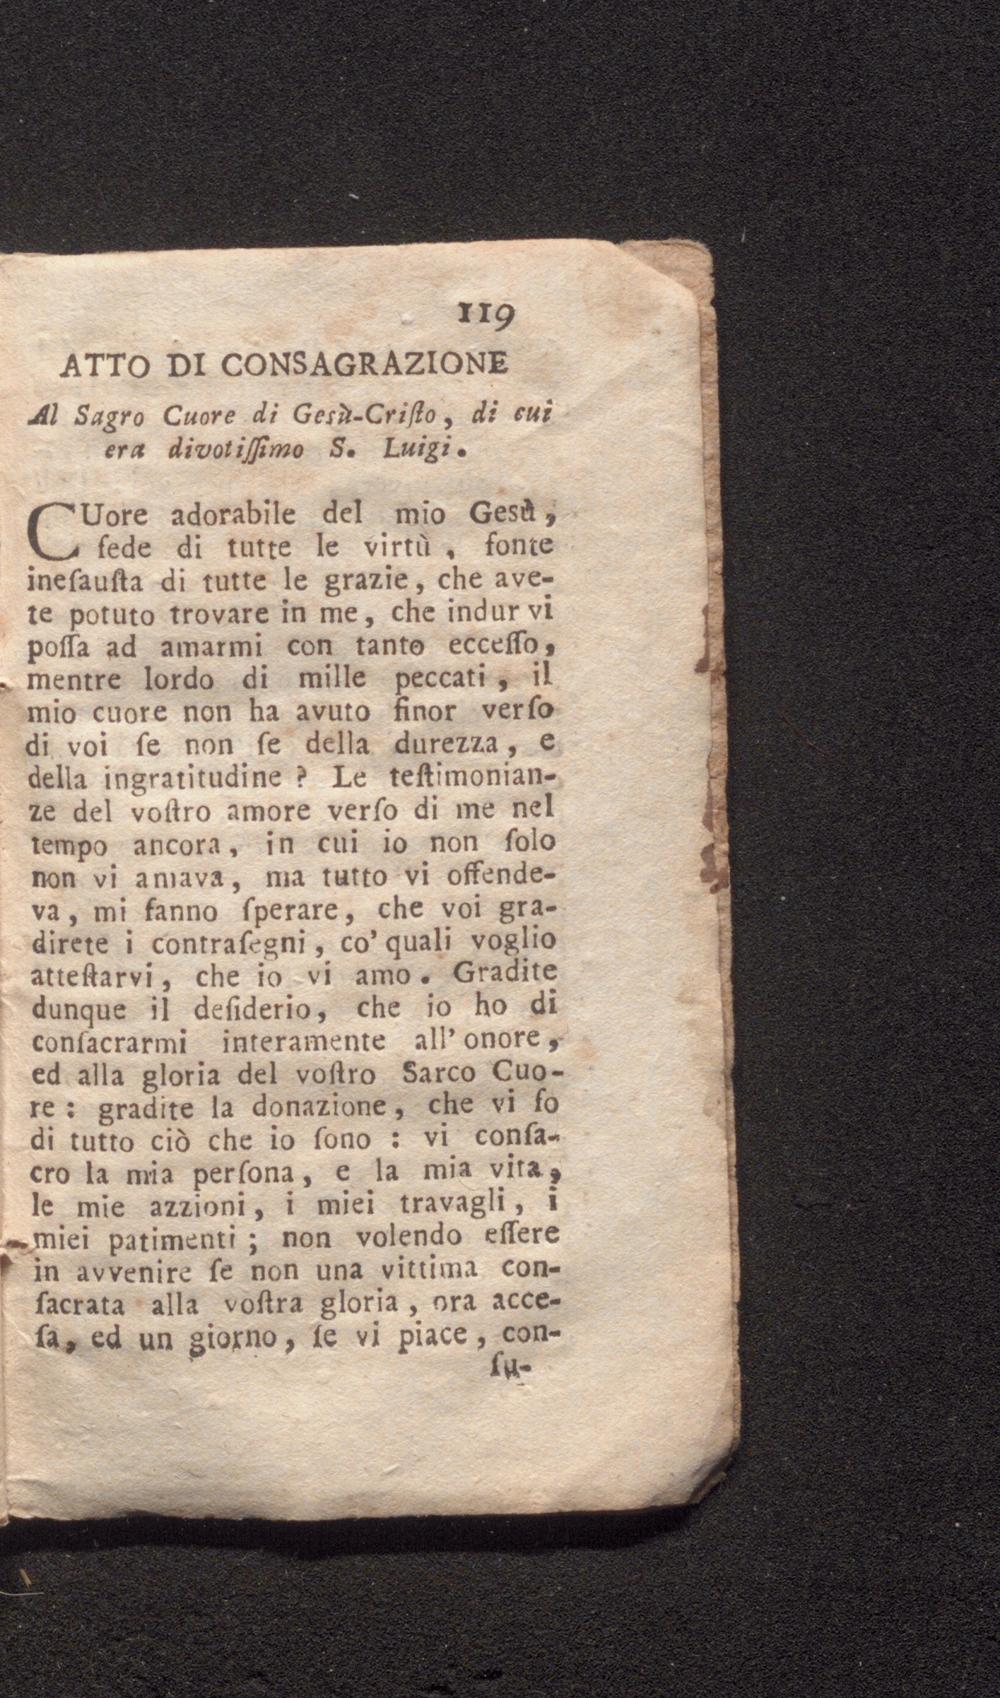 119
ATTO DI CONSAGRAZIONE
Al Sagro Cuore di Gesù-Criſto, di cui
era divotiſſimo S. Luigi.
CUore adorabile del mio Gesù,
ſede di tutte le virtù, fonte
ineſauſta di tutte le grazie, che ave-
te potuto trovare in me, che indur vi
poſſa ad amarmi con tanto ecceſſo,
mentre lordo di mille peccati, il
mio cuore non ha avuto finor verſo
di voi ſe non ſe della durezza, e
della ingratitudine? Le teſtimonian-
ze del voſtro amore verſo di me nel
tempo ancora, in cui io non ſolo
non vi amava, ma tutto vi offende-
va, mi fanno ſperare, che voi gra-
direte i contraſegni, co' quali voglio
atteſtarvi, che io vi amo. Gradite
dunque il deſiderio, che io ho di
conſacrarmi interamente all' onore,
ed alla gloria del voſtro Sarco Cuo-
re: gradite la donazione, che vi fo
di tutto ciò che io ſono: vi conſa-
cro la mia perſona, e la mia vita,
le mie azzioni, i miei travagli, i
miei patimenti; non volendo eſſere
in avvenire ſe non una vittima con-
ſacrata alla voſtra gloria, ora acce-
ſa, ed un giorno, ſe vi piace, con-
ſu-